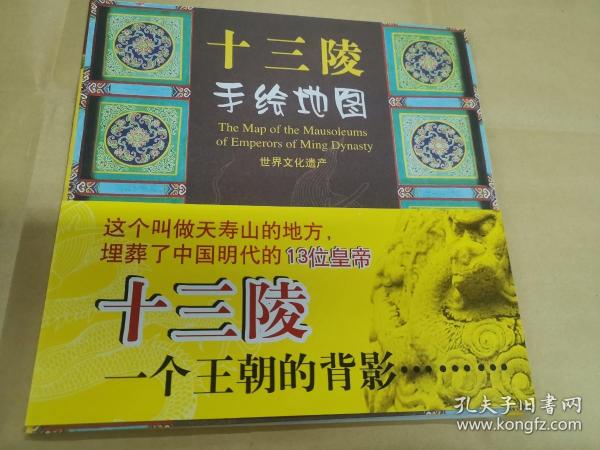 十三陵
手绘地图
The Map of the Mausoleums
of Emperors of Ming Dynasty
世界文化遗产
这个叫做天寿山的地方，
埋葬了中国明代的13位皇帝
十三陵
一个王朝的背影………
孔夫子旧书网
www.kongfz.com